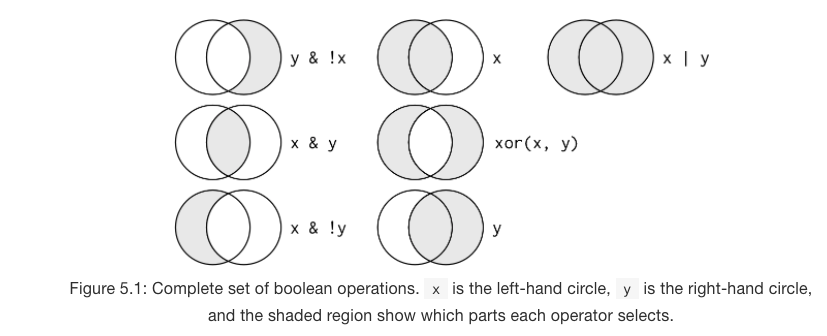 y & !x
x
x | y
x & y
xor(x, y)
x & !y
y
Figure 5.1: Complete set of boolean operations. x is the left-hand circle, y is the right-hand circle,
and the shaded region show which parts each operator selects.